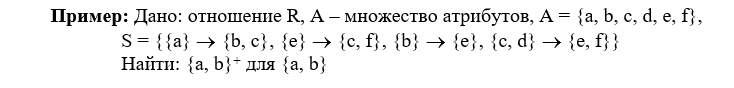 Пример: Дано: отношение R, A – множество атрибутов, A = {a, b, c, d, e, f},
S = {{a} → {b, c}, {e} → {c, f}, {b} → {e}, {c, d} → {e, f}}
Найти: {a, b}⁺ для {a, b}